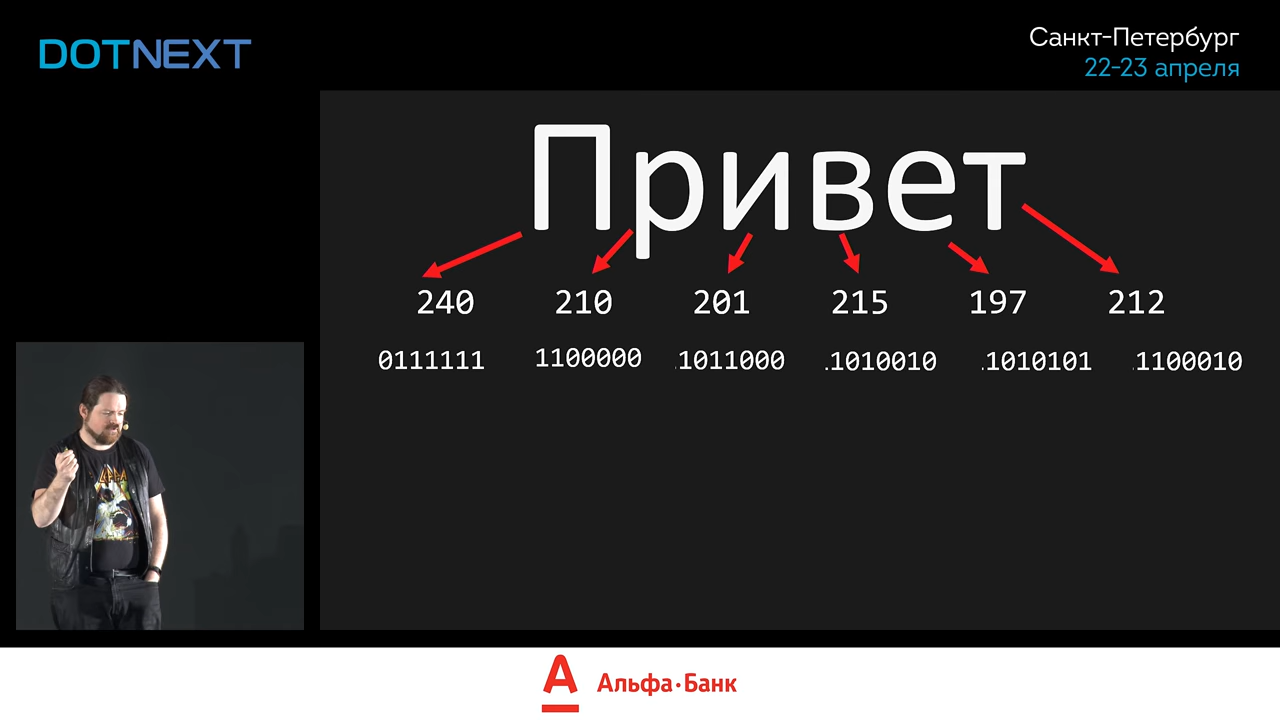 DOTNEXT
Санкт-Петербург
22-23 апреля
Привет
240 210 201 215 197 212
0111111 1100000 1011000 1010010 1010101 1100010
Альфа·Банк